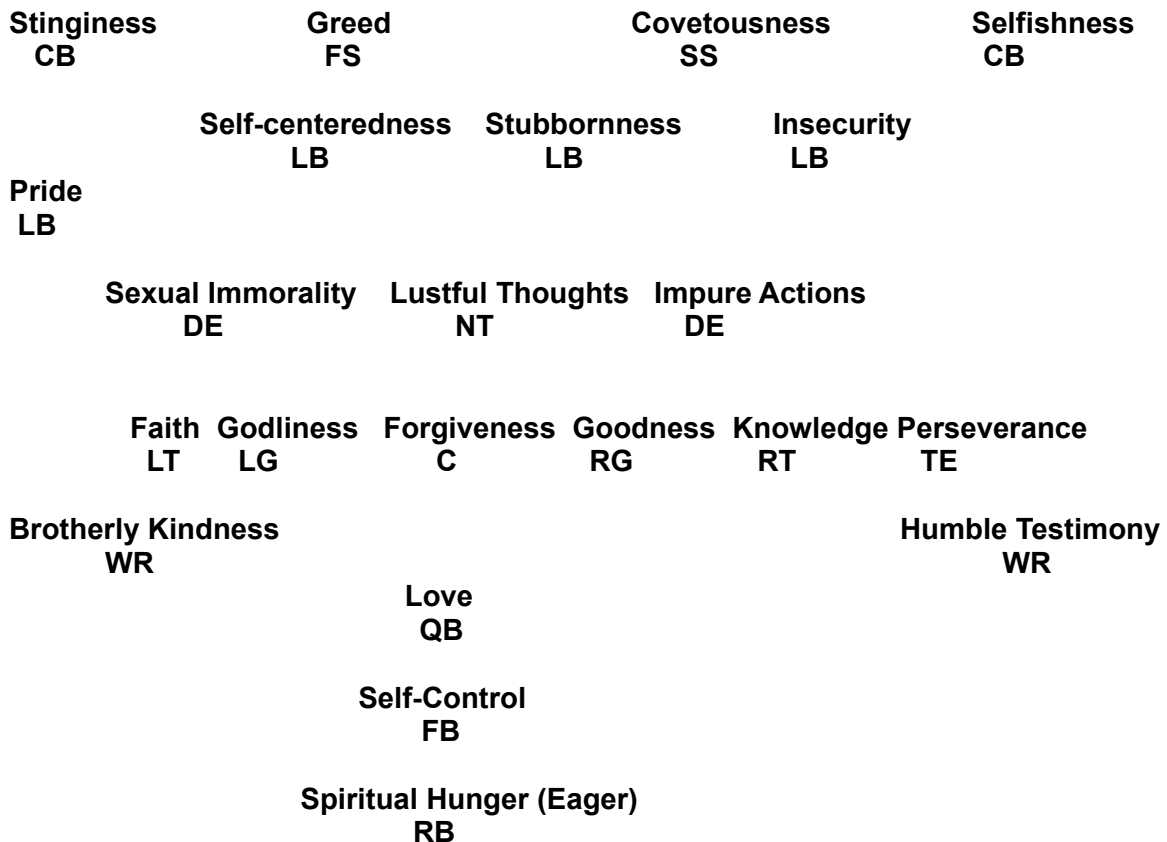 Stinginess Greed Covetousness Selfishness
CB FS SS CB
Self-centeredness Stubbornness Insecurity
LB LB LB
Pride
LB
Sexual Immorality Lustful Thoughts Impure Actions
DE NT DE
Faith Godliness Forgiveness Goodness Knowledge Perseverance
LT LG C RG RT TE
Brotherly Kindness Humble Testimony
WR WR
Love
QB
Self-Control
FB
Spiritual Hunger (Eager)
RB